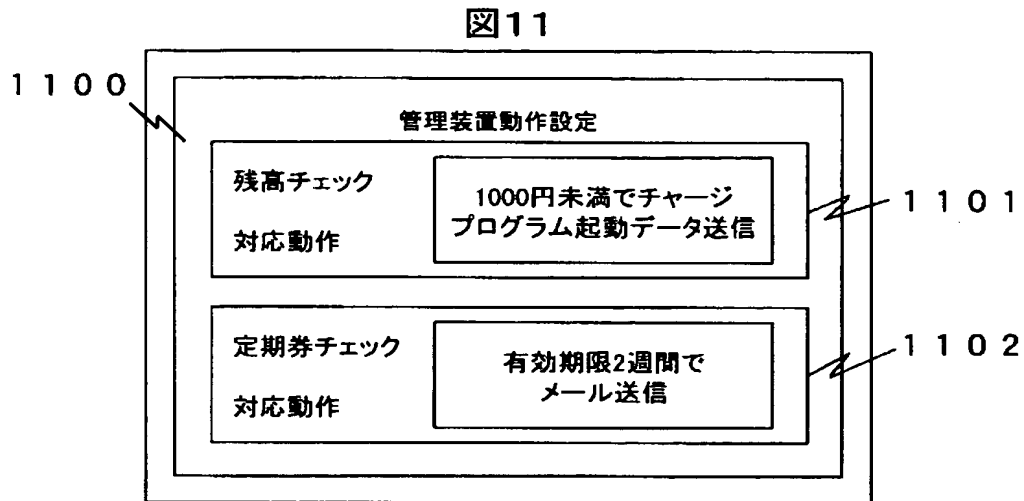 図11
1100
管理装置動作設定
残高チェック
対応動作
1000円未満でチャージ
プログラム起動データ送信
1101
定期券チェック
対応動作
有効期限2週間で
メール送信
1102